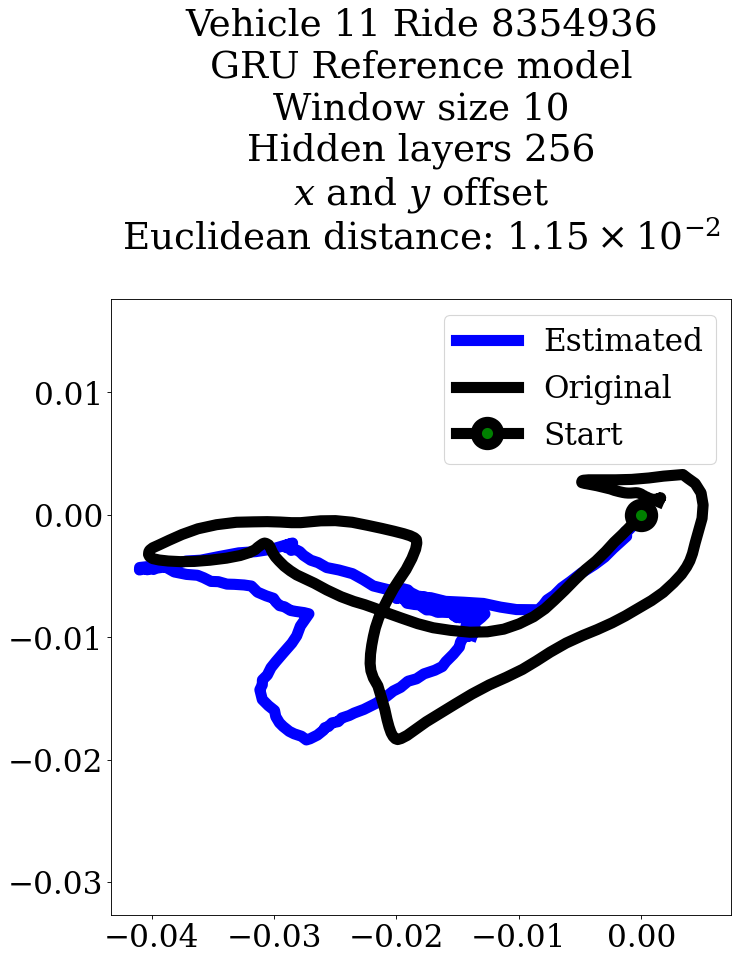 Vehicle 11 Ride 8354936
GRU Reference model
Window size 10
Hidden layers 256
x and y offset
Euclidean distance: 1.15 × 10⁻²
Estimated
Original
Start
0.01
0.00
−0.01
−0.02
−0.03
−0.04 −0.03 −0.02 −0.01 0.00